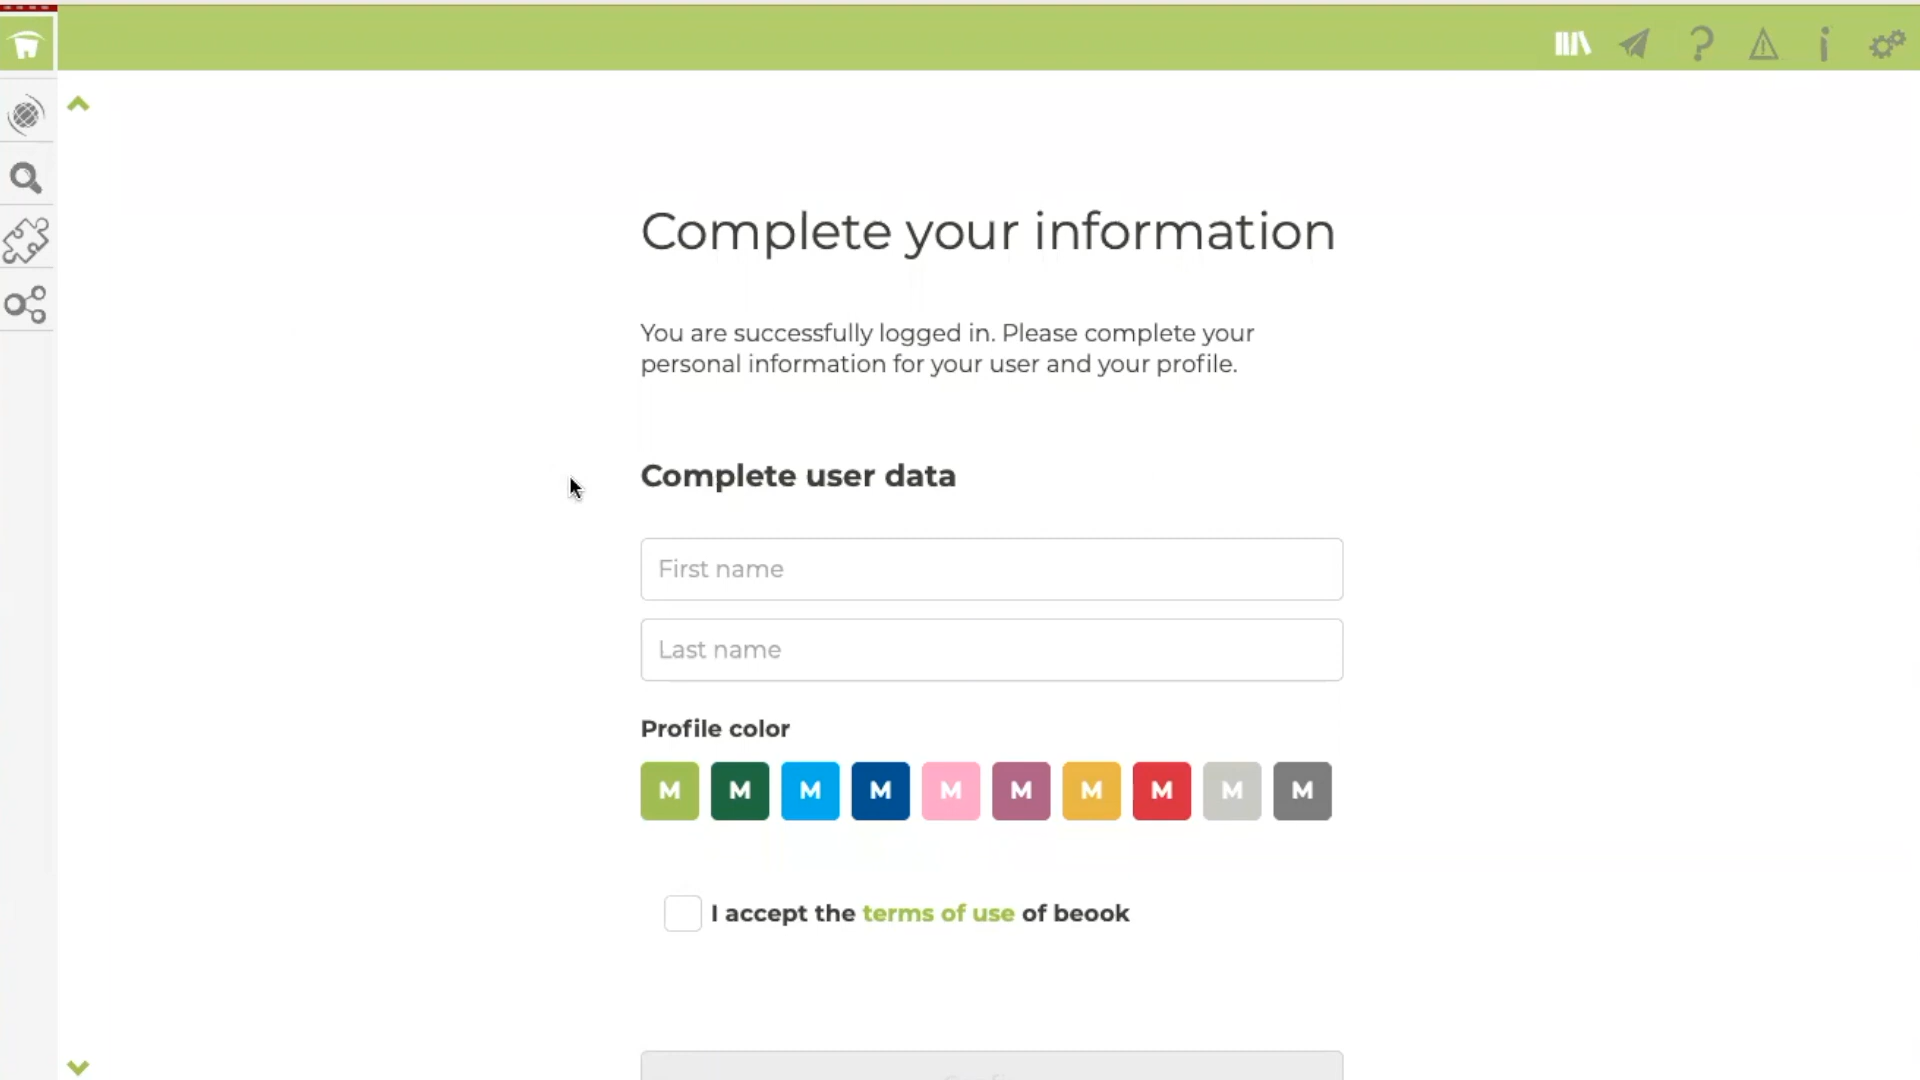 Complete your information
You are successfully logged in. Please complete your
personal information for your user and your profile.
Complete user data
First name
Last name
Profile color
M M M M M M M M M M
I accept the terms of use of beook